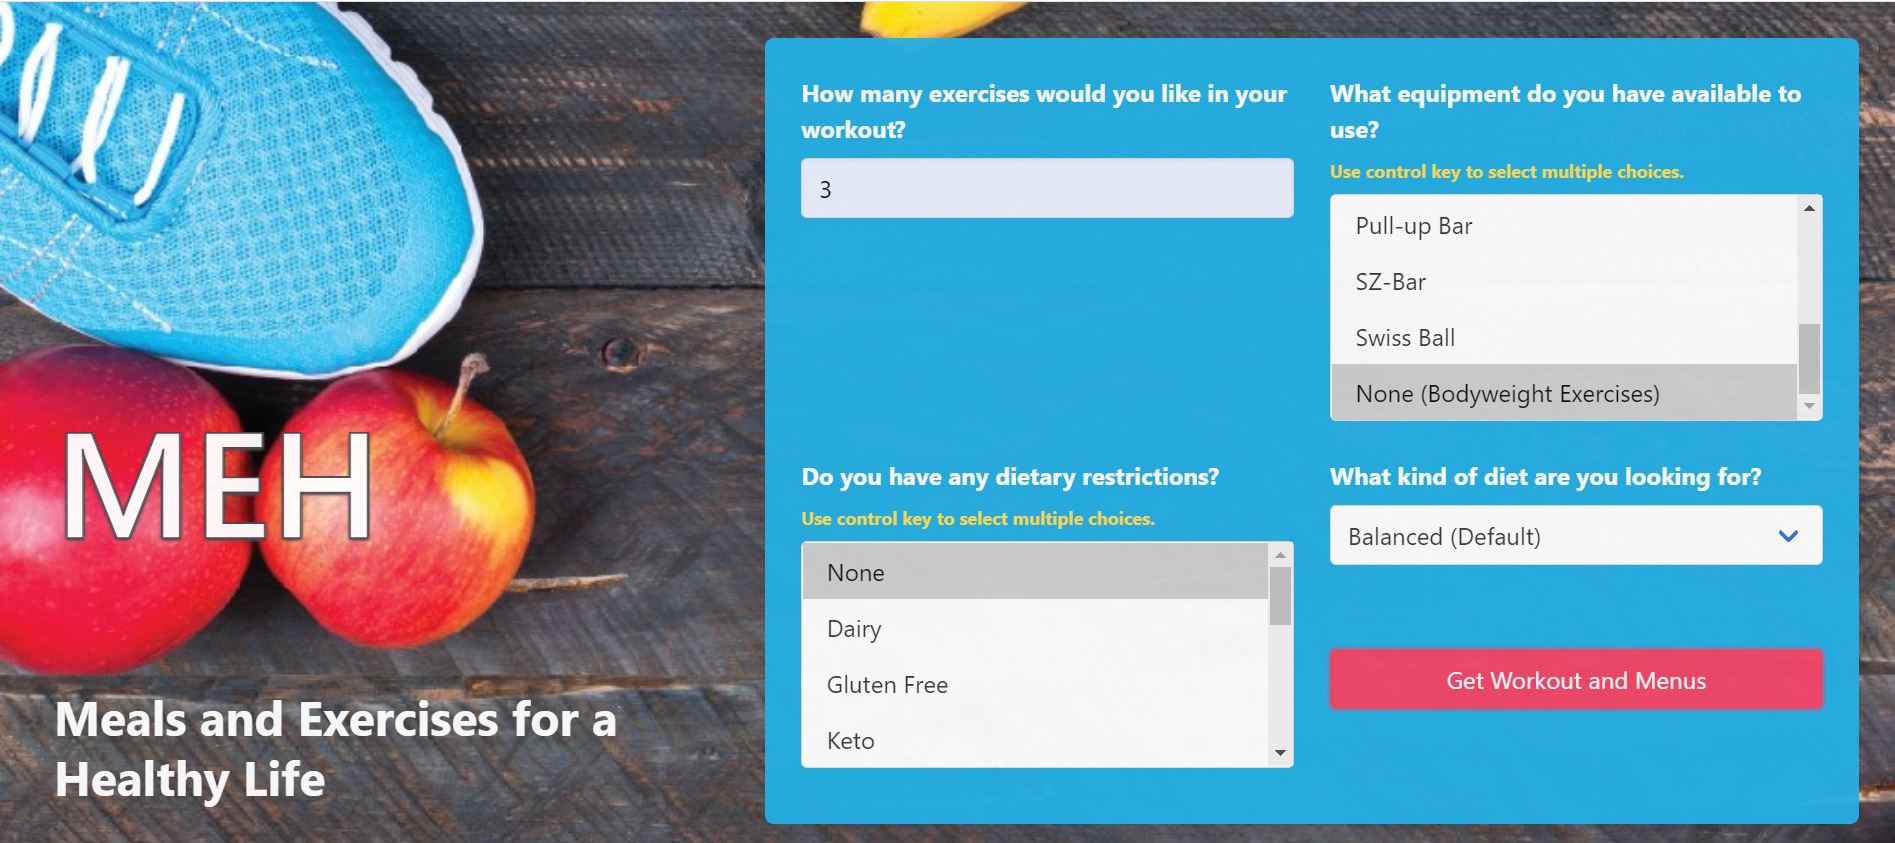 MEH
Meals and Exercises for a
Healthy Life
How many exercises would you like in your
workout?
3
What equipment do you have available to
use?
Use control key to select multiple choices.
Pull-up Bar
SZ-Bar
Swiss Ball
None (Bodyweight Exercises)
Do you have any dietary restrictions?
Use control key to select multiple choices.
None
Dairy
Gluten Free
Keto
What kind of diet are you looking for?
Balanced (Default)
Get Workout and Menus